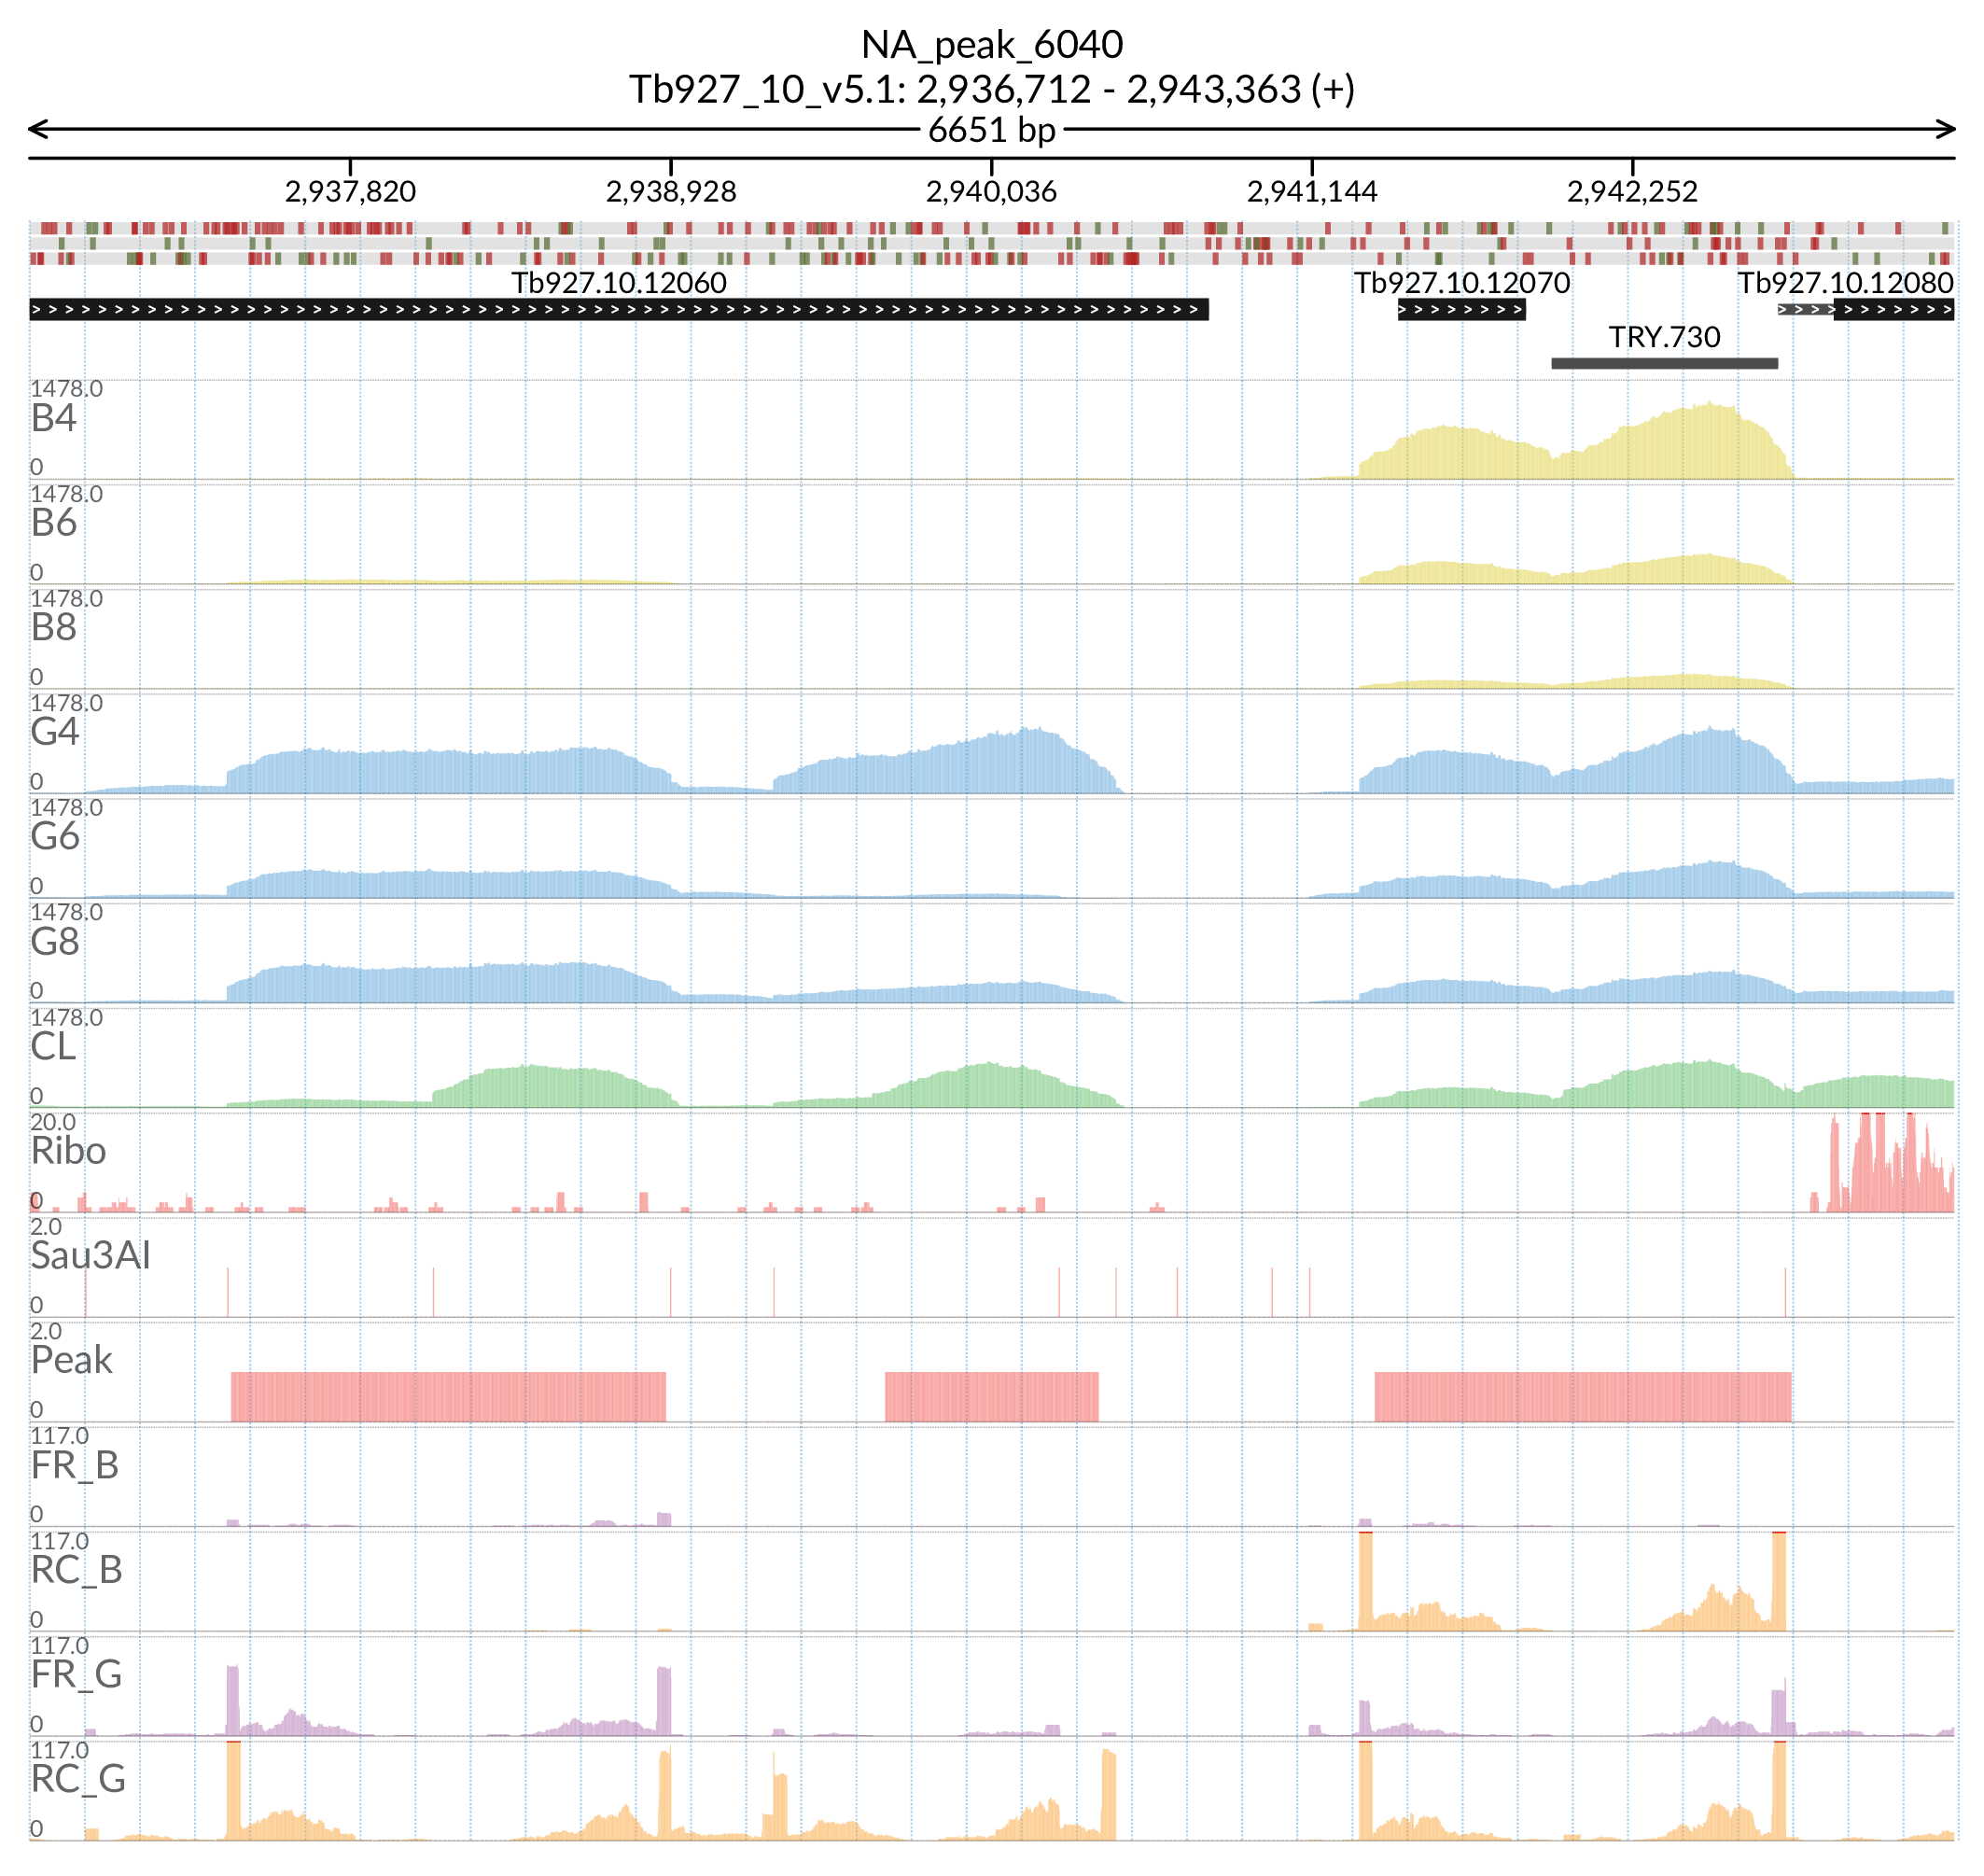 NA_peak_6040
Tb927_10_v5.1: 2,936,712 - 2,943,363 (+)
6651 bp
2,937,820 2,938,928 2,940,036 2,941,144 2,942,252
Tb927.10.12060 Tb927.10.12070 Tb927.10.12080
TRY.730
1478.0
B4
0
1478.0
B6
0
1478.0
B8
0
1478.0
G4
0
1478.0
G6
0
1478.0
G8
0
1478.0
CL
0
20.0
Ribo
0
2.0
Sau3AI
0
2.0
Peak
0
117.0
FR_B
0
117.0
RC_B
0
117.0
FR_G
0
117.0
RC_G
0